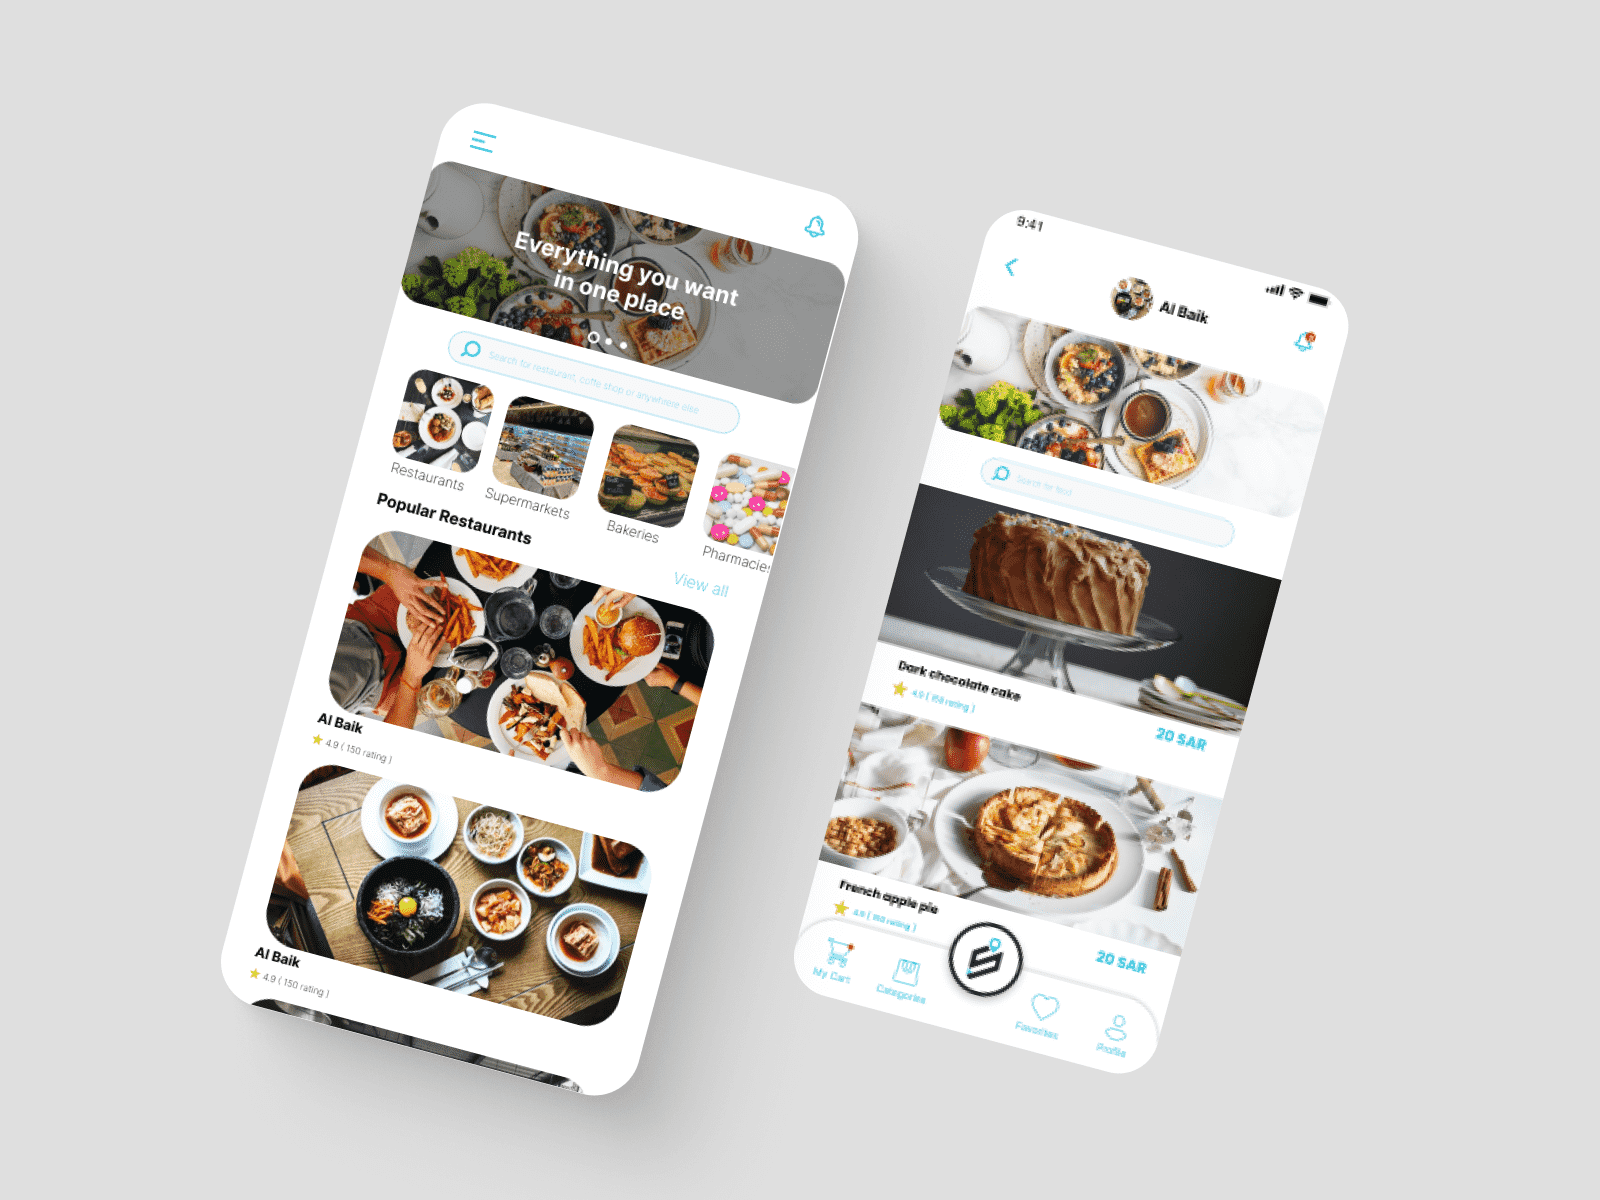 Everything you want
in one place
Search for restaurant, coffe shop or anywhere else
Restaurants
Supermarkets
Bakeries
Pharmacies
Popular Restaurants
View all
Al Baik
4.9 ( 150 rating )
Al Baik
4.9 ( 150 rating )
9:41
Al Baik
Search for food
Dark chocolate cake
4.9 ( 150 rating )
20 SAR
French apple pie
4.9 ( 150 rating )
20 SAR
My Cart
Categories
Favorites
Profile